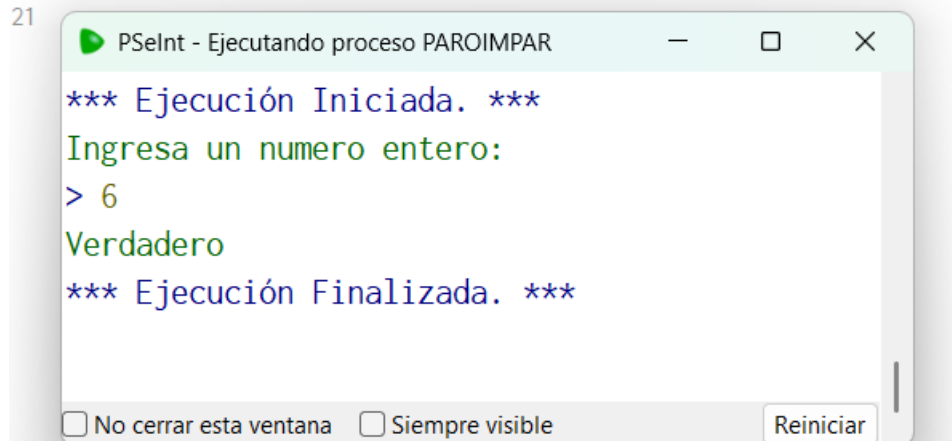 21
PSeInt - Ejecutando proceso PAROIMPAR
*** Ejecución Iniciada. ***
Ingresa un numero entero:
> 6
Verdadero
*** Ejecución Finalizada. ***
No cerrar esta ventana Siempre visible Reiniciar